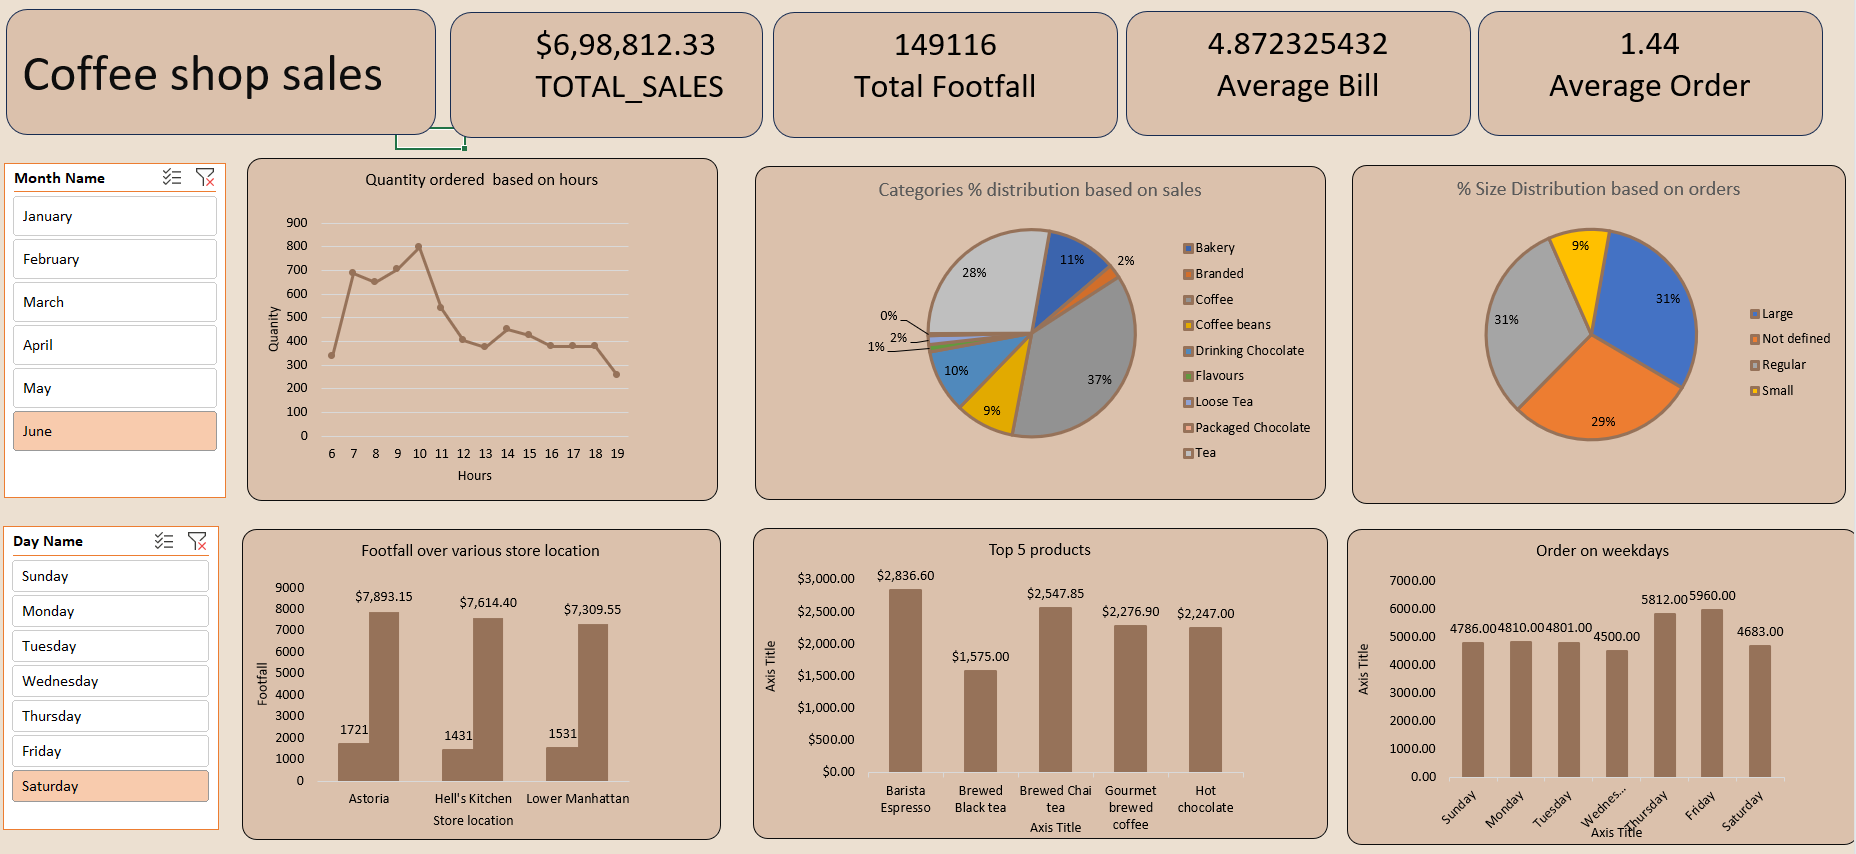 Coffee shop sales
$6,98,812.33
TOTAL_SALES
149116
Total Footfall
4.872325432
Average Bill
1.44
Average Order
Month Name
January
February
March
April
May
June
Quantity ordered  based on hours
900
800
700
600
500
400
300
200
100
0
Quanity
6 7 8 9 10 11 12 13 14 15 16 17 18 19
Hours
Categories % distribution based on sales
11%
2%
37%
9%
10%
1%
2%
0%
28%
Bakery
Branded
Coffee
Coffee beans
Drinking Chocolate
Flavours
Loose Tea
Packaged Chocolate
Tea
% Size Distribution based on orders
31%
29%
31%
9%
Large
Not defined
Regular
Small
Day Name
Sunday
Monday
Tuesday
Wednesday
Thursday
Friday
Saturday
Footfall over various store location
9000
8000
7000
6000
5000
4000
3000
2000
1000
0
Footfall
1721
$7,893.15
1431
$7,614.40
1531
$7,309.55
Astoria
Hell's Kitchen
Lower Manhattan
Store location
Top 5 products
$3,000.00
$2,500.00
$2,000.00
$1,500.00
$1,000.00
$500.00
$0.00
Axis Title
$2,836.60
$1,575.00
$2,547.85
$2,276.90
$2,247.00
Barista
Espresso
Brewed
Black tea
Brewed Chai
tea
Gourmet
brewed
coffee
Hot
chocolate
Axis Title
Order on weekdays
7000.00
6000.00
5000.00
4000.00
3000.00
2000.00
1000.00
0.00
Axis Title
4786.00
4810.00
4801.00
4500.00
5812.00
5960.00
4683.00
Sunday
Monday
Tuesday
Wednes...
Thursday
Friday
Saturday
Axis Title